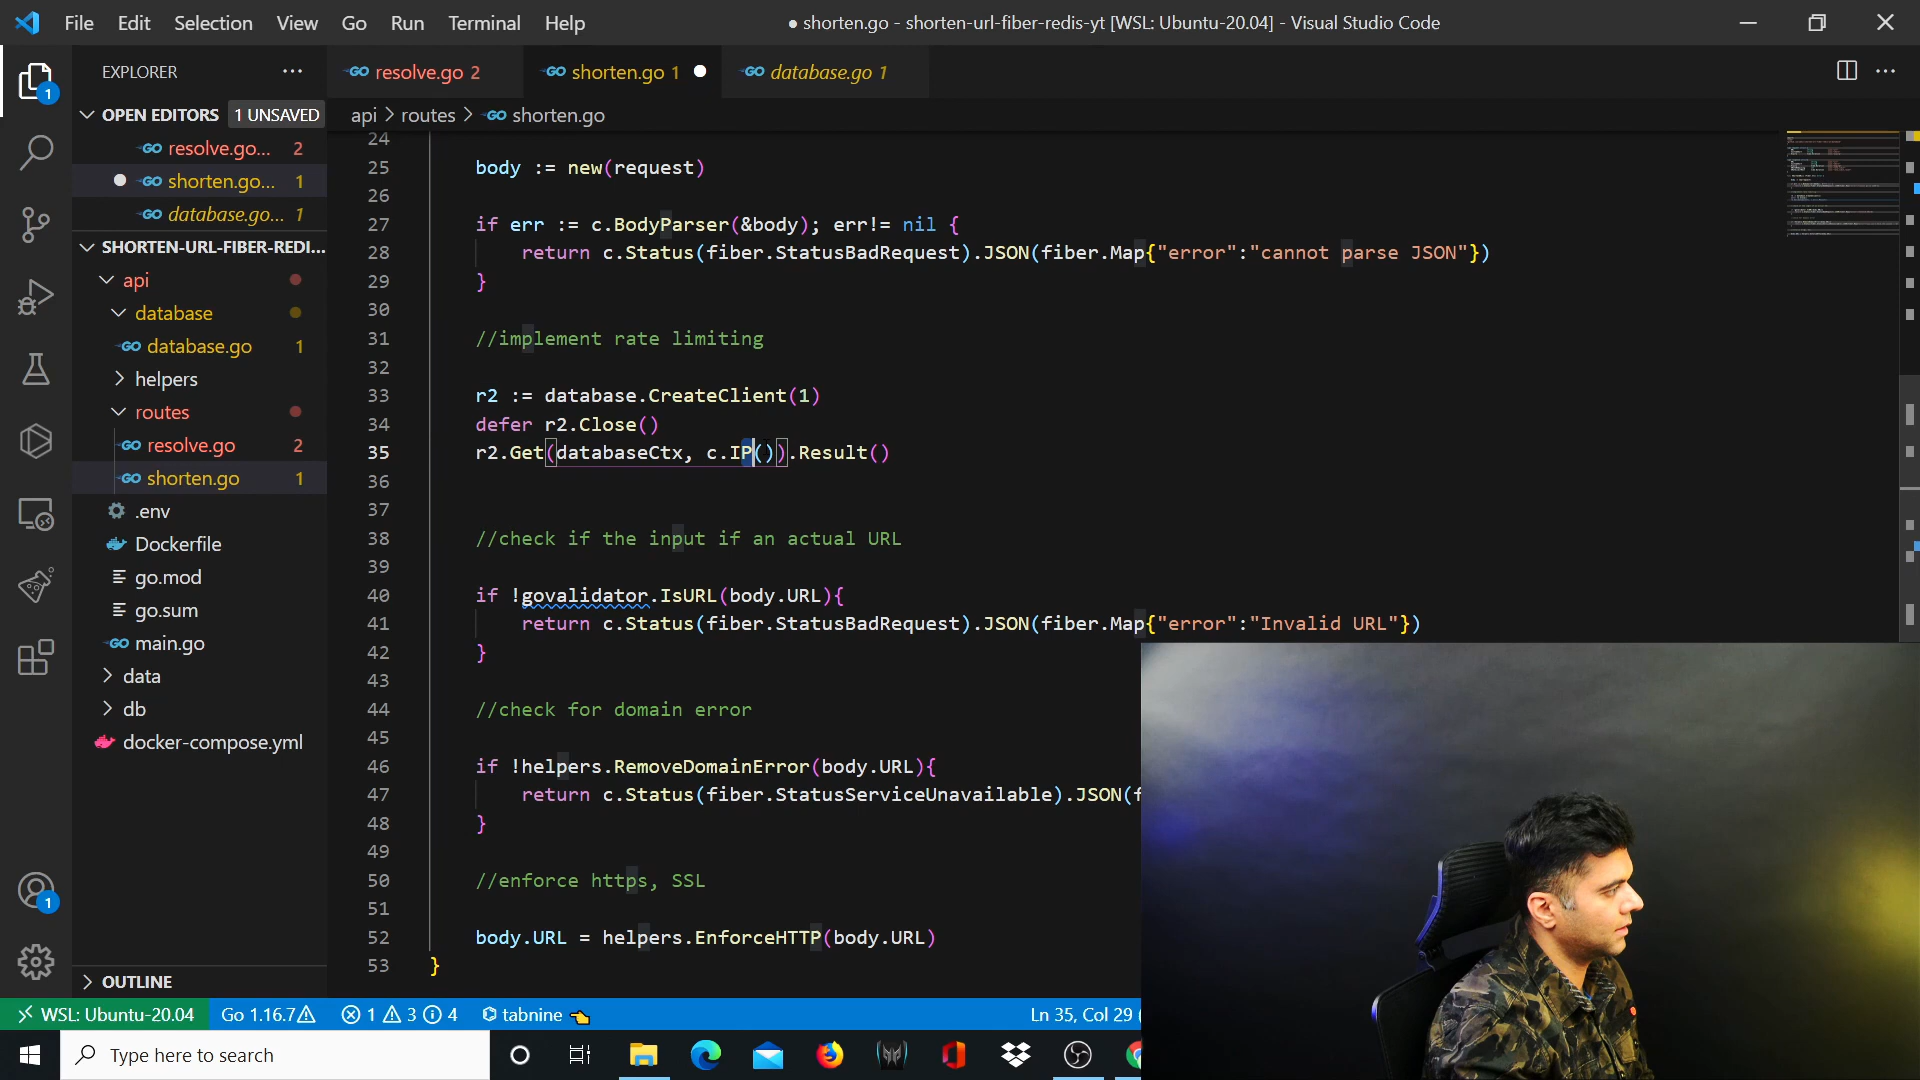 File Edit Selection View Go Run Terminal Help
● shorten.go - shorten-url-fiber-redis-yt [WSL: Ubuntu-20.04] - Visual Studio Code
EXPLORER
resolve.go 2
shorten.go 1
database.go 1
OPEN EDITORS 1 UNSAVED
resolve.go... 2
shorten.go... 1
database.go... 1
SHORTEN-URL-FIBER-REDI...
api
database
database.go 1
helpers
routes
resolve.go 2
shorten.go 1
.env
Dockerfile
go.mod
go.sum
main.go
data
db
docker-compose.yml
OUTLINE
api > routes > shorten.go
24
25 body := new(request)
26
27 if err := c.BodyParser(&body); err!= nil {
28 return c.Status(fiber.StatusBadRequest).JSON(fiber.Map{"error":"cannot parse JSON"})
29 }
30
31 //implement rate limiting
32
33 r2 := database.CreateClient(1)
34 defer r2.Close()
35 r2.Get(databaseCtx, c.IP()).Result()
36
37
38 //check if the input if an actual URL
39
40 if !govalidator.IsURL(body.URL){
41 return c.Status(fiber.StatusBadRequest).JSON(fiber.Map{"error":"Invalid URL"})
42 }
43
44 //check for domain error
45
46 if !helpers.RemoveDomainError(body.URL){
47 return c.Status(fiber.StatusServiceUnavailable).JSON(f
48 }
49
50 //enforce https, SSL
51
52 body.URL = helpers.EnforceHTTP(body.URL)
53 }
1
1
WSL: Ubuntu-20.04 Go 1.16.7 1 3 4 tabnine Ln 35, Col 29
Type here to search